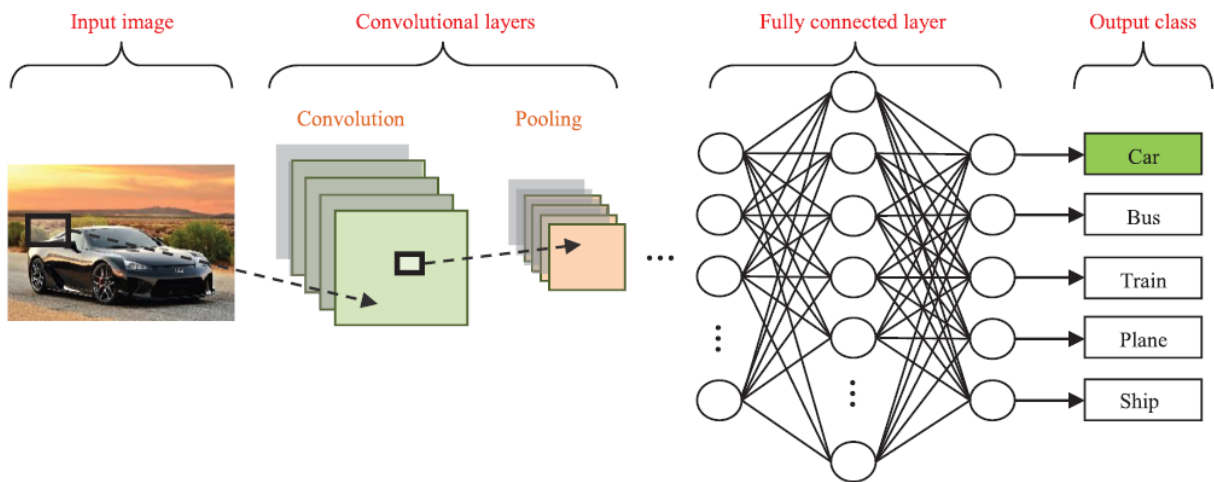 Input image
Convolutional layers
Fully connected layer
Output class
Convolution
Pooling
Car
Bus
Train
Plane
Ship